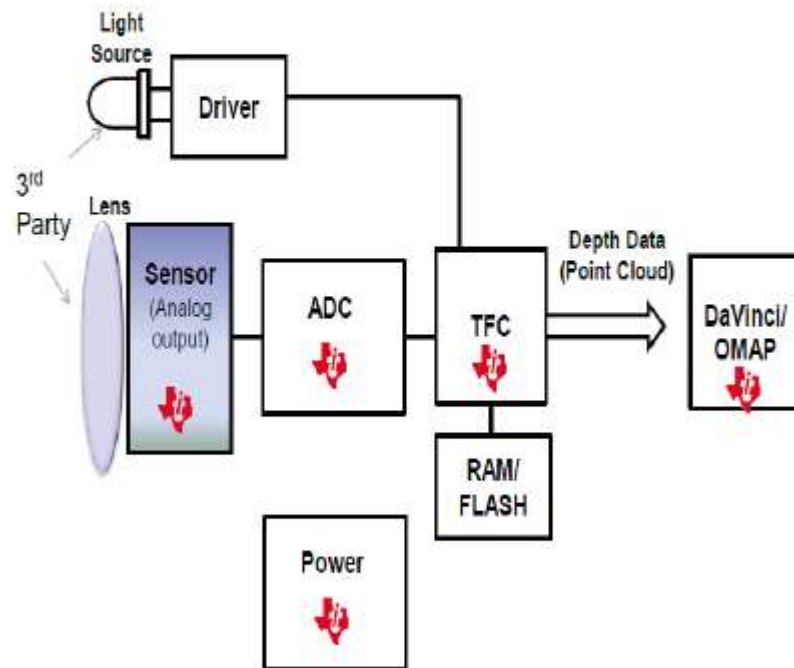 Light
Source
Driver
3rd
Party
Lens
Sensor
(Analog
output)
ADC
TFC
Depth Data
(Point Cloud)
DaVinci/
OMAP
RAM/
FLASH
Power